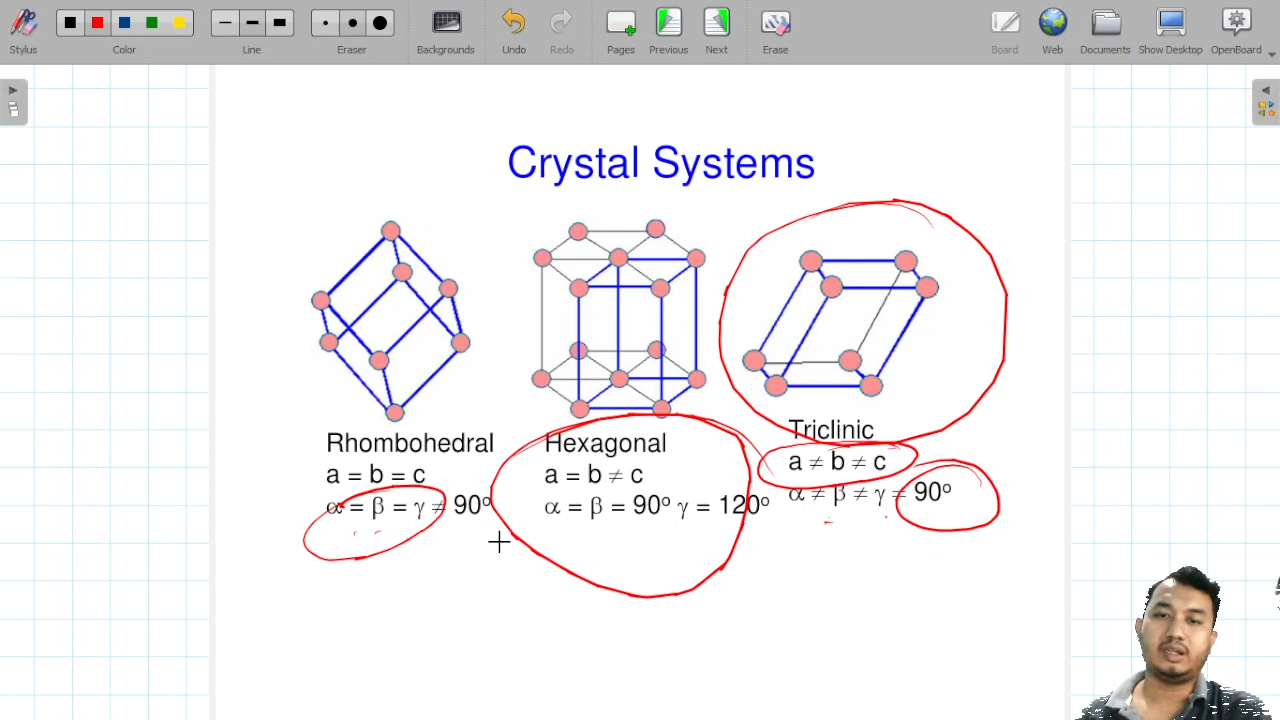 Stylus Color Line Eraser Backgrounds Undo Redo Pages Previous Next Erase Board Web Documents Show Desktop OpenBoard
Crystal Systems
Rhombohedral
a = b = c
α = β = γ ≠ 90º
Hexagonal
a = b ≠ c
α = β = 90º γ = 120º
Triclinic
a ≠ b ≠ c
α ≠ β ≠ γ ≠ 90º